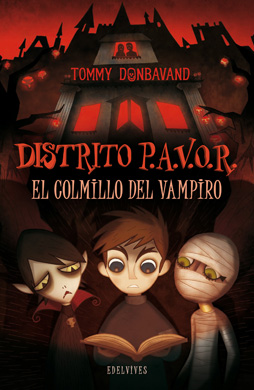 TOMMY DONBAVAND
DISTRITO P.A.V.O.R.
EL COLMILLO DEL VAMPIRO
EDELVIVES